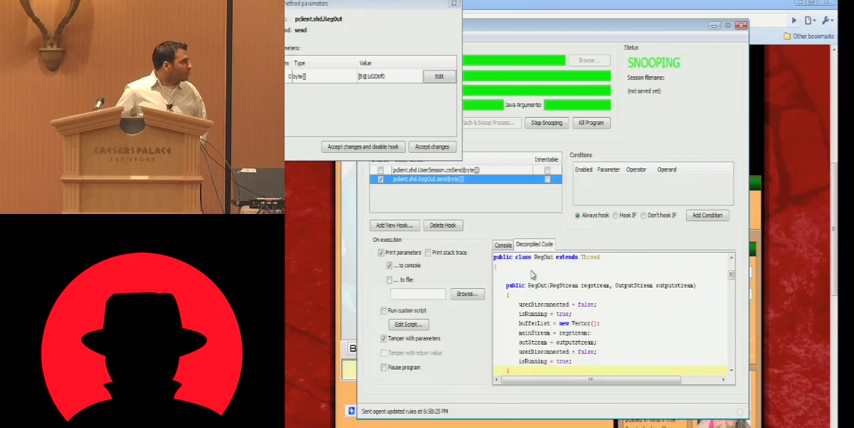 method parameters
pclient.shd.RegOut
send
Type
Value
byte[]
Edit
Accept changes and disable hook
Accept changes
CAESARS PALACE
LAS VEGAS
Other bookmarks
Status
Browse...
SNOOPING
Session filenames
(not saved yet)
Java Arguments:
Stop Snooping
Kill Program
Inheritable
pclient.shd.RegOut.send(byte[])
Conditions
Enabled
Parameter
Operator
Operand
Always hook
Hook IF
Don't hook IF
Add Condition
Add New Hook...
Delete Hook
On execution
Print parameters
Print stack trace
... to console
... to file:
Browse...
Run custom script
Edit Script...
Tamper with parameters
Tamper with return value
Pause program
Console
Decompiled Code
public class RegOut extends Thread
{
public RegOut(RegStream regstream, OutputStream outputstream)
{
userDisconnected = false;
isRunning = true;
bufferList = new Vector();
mainStream = regstream;
outStream = outputstream;
userDisconnected = false;
isRunning = true;
}
Sent agent updated rules at 6:58:25 PM